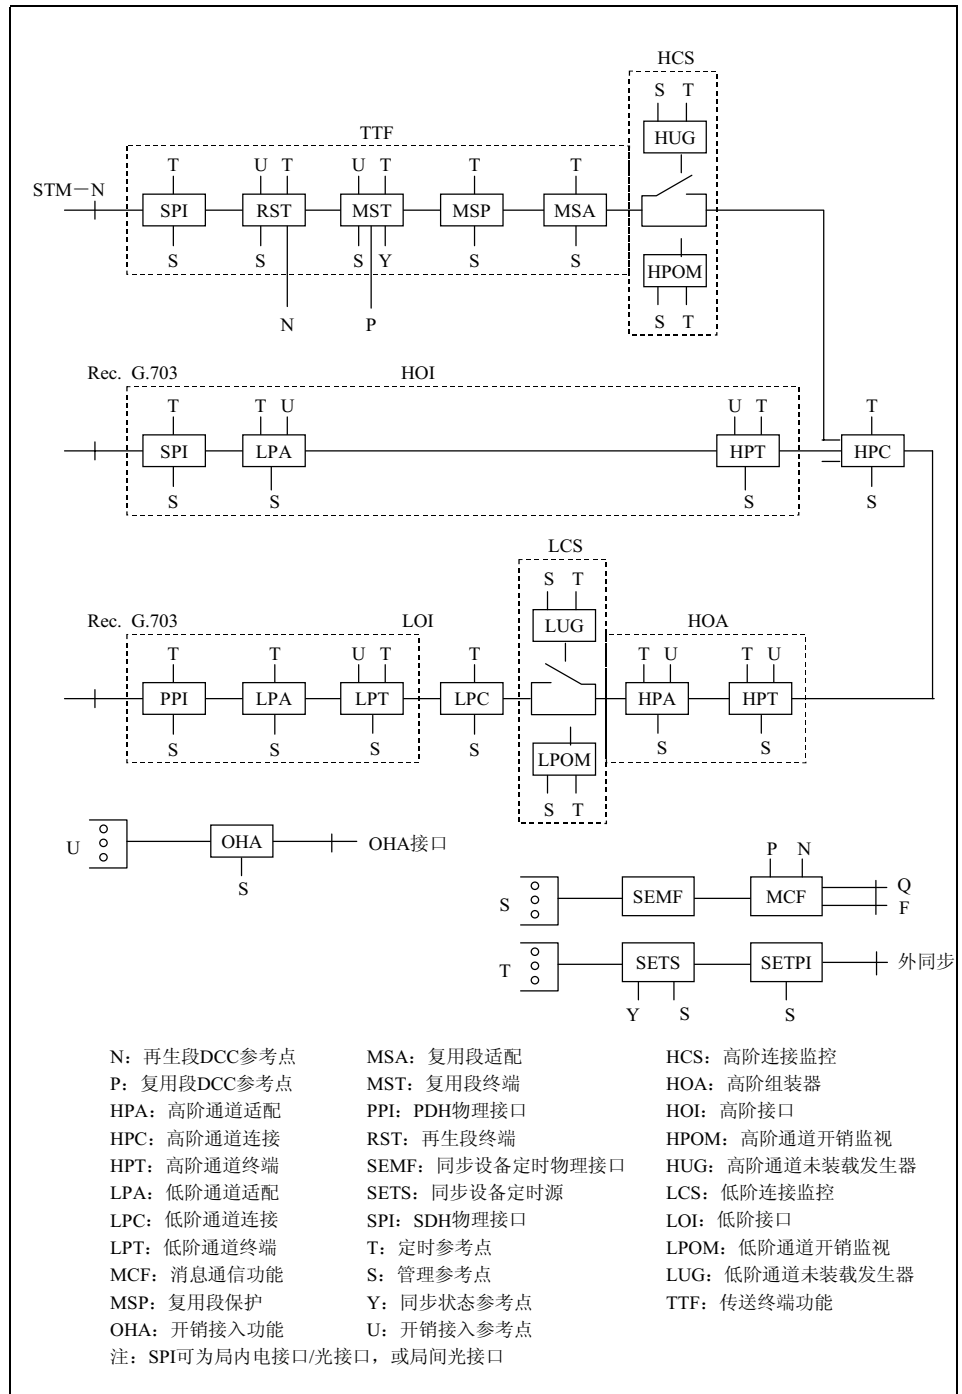 HCS
S T
TTF
HUG
T U T U T T T
STM－N
SPI RST MST MSP MSA
S S S Y S S
HPOM
N P
S T
Rec. G.703 HOI
T T U U T T
SPI LPA HPT HPC
S S S S
LCS
S T
Rec. G.703 LOI LUG HOA
T T U T T T U T U
PPI LPA LPT LPC HPA HPT
S S S S S S
LPOM
S T
U OHA OHA接口
S
P N
S SEMF MCF Q
F
T SETS SETPI 外同步
Y S S
N：再生段DCC参考点 MSA：复用段适配 HCS：高阶连接监控
P：复用段DCC参考点 MST：复用段终端 HOA：高阶组装器
HPA：高阶通道适配 PPI：PDH物理接口 HOI：高阶接口
HPC：高阶通道连接 RST：再生段终端 HPOM：高阶通道开销监视
HPT：高阶通道终端 SEMF：同步设备定时物理接口 HUG：高阶通道未装载发生器
LPA：低阶通道适配 SETS：同步设备定时源 LCS：低阶连接监控
LPC：低阶通道连接 SPI：SDH物理接口 LOI：低阶接口
LPT：低阶通道终端 T：定时参考点 LPOM：低阶通道开销监视
MCF：消息通信功能 S：管理参考点 LUG：低阶通道未装载发生器
MSP：复用段保护 Y：同步状态参考点 TTF：传送终端功能
OHA：开销接入功能 U：开销接入参考点
注：SPI可为局内电接口/光接口，或局间光接口